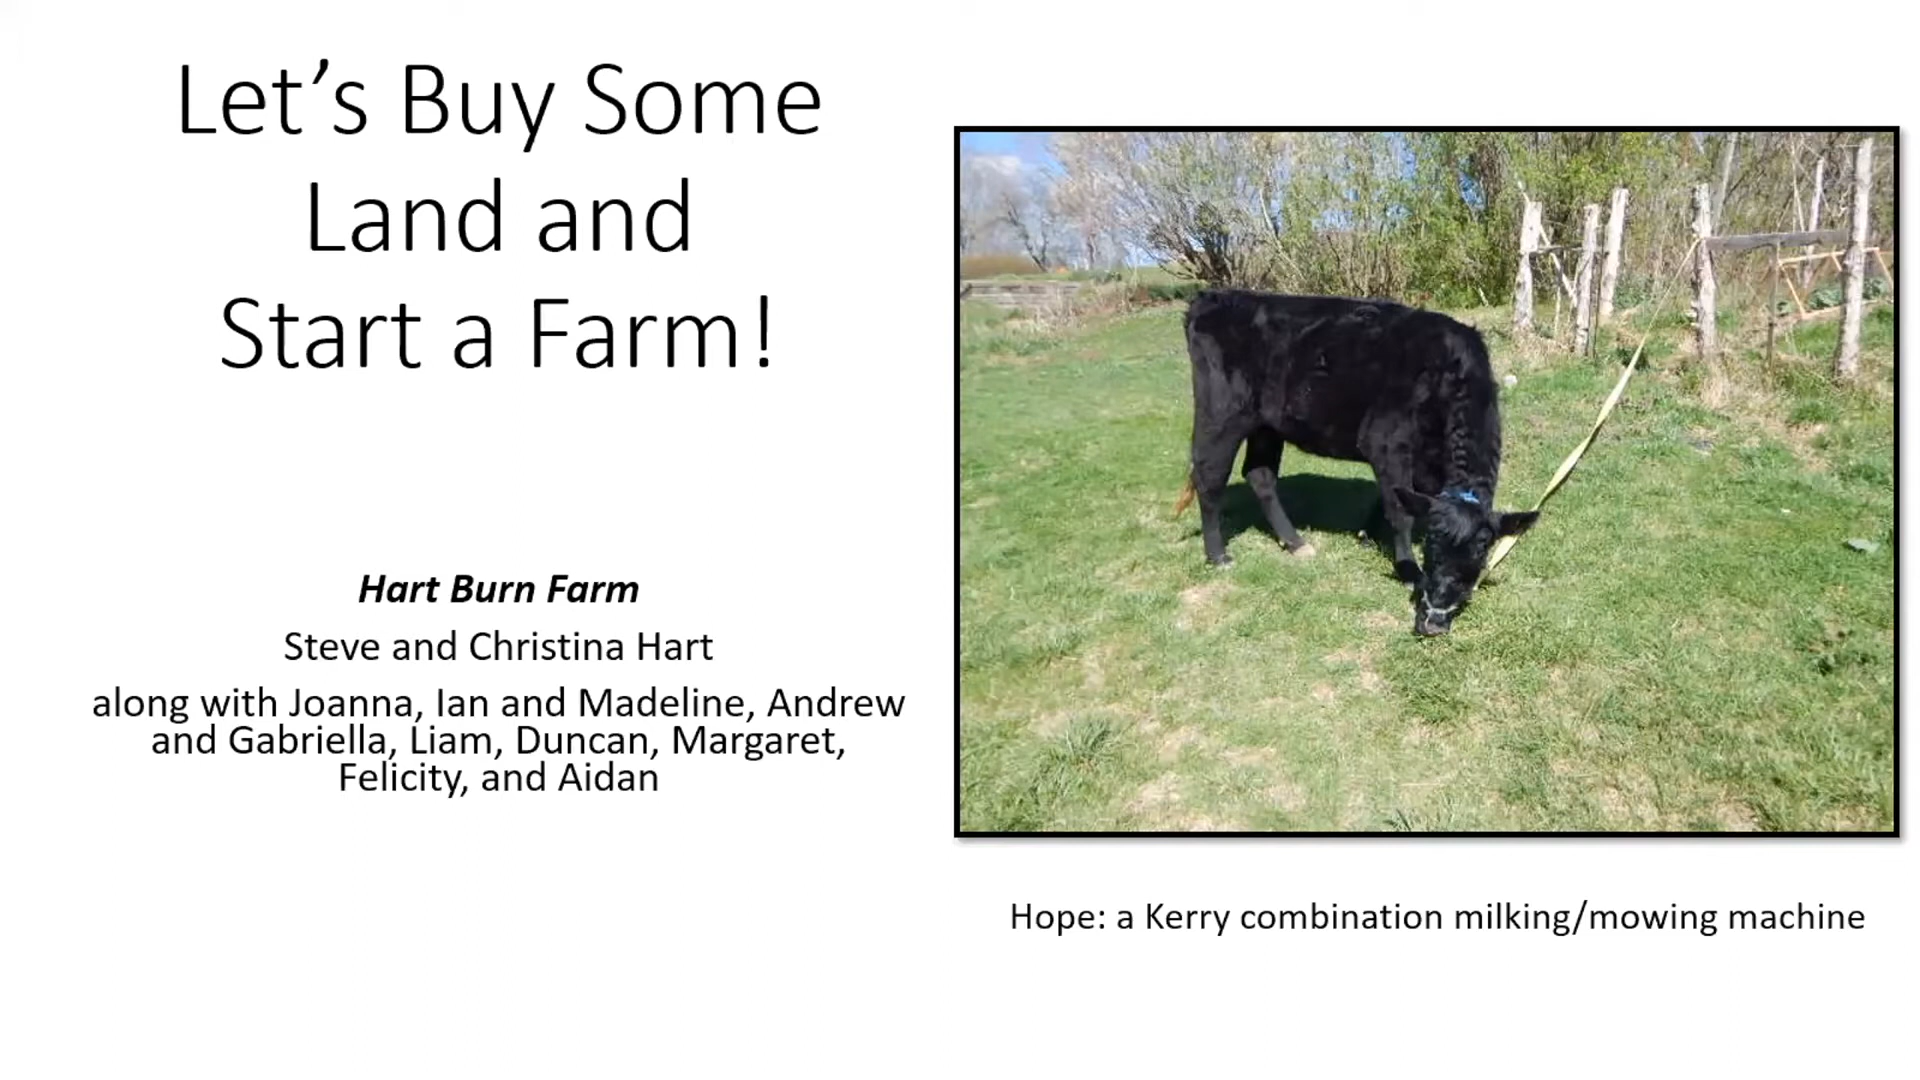 Let’s Buy Some
Land and
Start a Farm!
Hart Burn Farm
Steve and Christina Hart
along with Joanna, Ian and Madeline, Andrew
and Gabriella, Liam, Duncan, Margaret,
Felicity, and Aidan
Hope: a Kerry combination milking/mowing machine